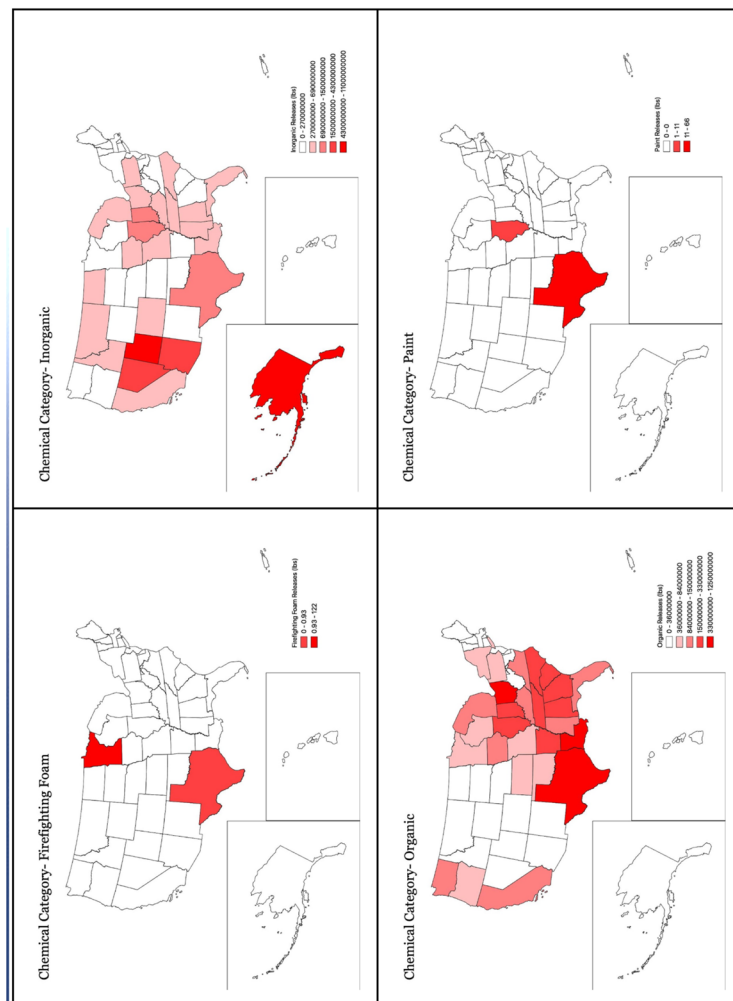 Chemical Category- Firefighting Foam
Firefighting Foam Releases (lbs)
0 - 0.93
0.93 - 122
Chemical Category- Inorganic
Inorganic Releases (lbs)
0 - 270000000
270000000 - 690000000
690000000 - 1500000000
1500000000 - 4300000000
4300000000 - 11000000000
Chemical Category- Organic
Organic Releases (lbs)
0 - 36000000
36000000 - 84000000
84000000 - 150000000
150000000 - 330000000
330000000 - 1250000000
Chemical Category- Paint
Paint Releases (lbs)
0 - 0
1 - 11
11 - 66